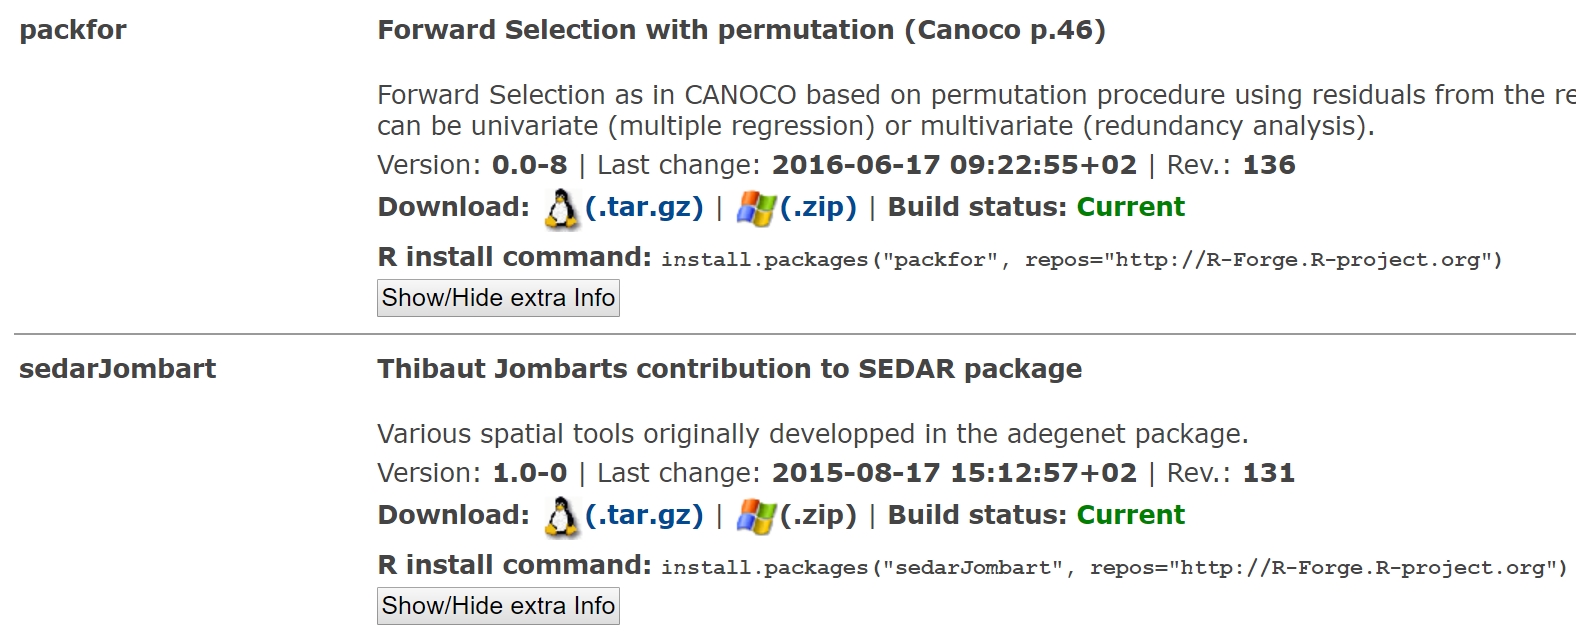 packfor
Forward Selection with permutation (Canoco p.46)
Forward Selection as in CANOCO based on permutation procedure using residuals from the
can be univariate (multiple regression) or multivariate (redundancy analysis).
Version: 0.0-8 | Last change: 2016-06-17 09:22:55+02 | Rev.: 136
Download: (.tar.gz) | (.zip) | Build status: Current
R install command: install.packages("packfor", repos="http://R-Forge.R-project.org")
Show/Hide extra Info
sedarJombart
Thibaut Jombarts contribution to SEDAR package
Various spatial tools originally developped in the adegenet package.
Version: 1.0-0 | Last change: 2015-08-17 15:12:57+02 | Rev.: 131
Download: (.tar.gz) | (.zip) | Build status: Current
R install command: install.packages("sedarJombart", repos="http://R-Forge.R-project.org")
Show/Hide extra Info